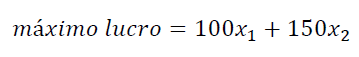 máximo lucro = 100x₁ + 150x₂